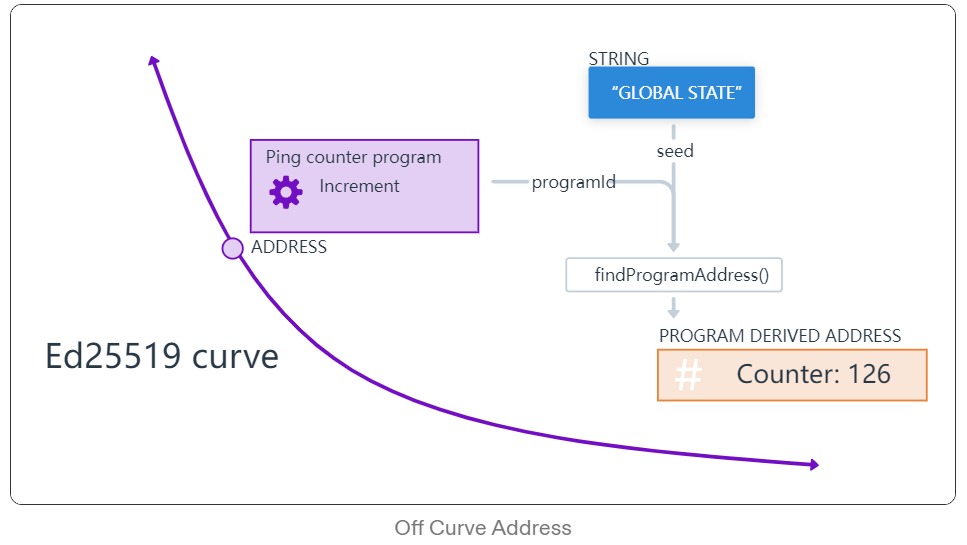 STRING
“GLOBAL STATE”
seed
Ping counter program
Increment
programId
ADDRESS
findProgramAddress()
PROGRAM DERIVED ADDRESS
# Counter: 126
Ed25519 curve
Off Curve Address